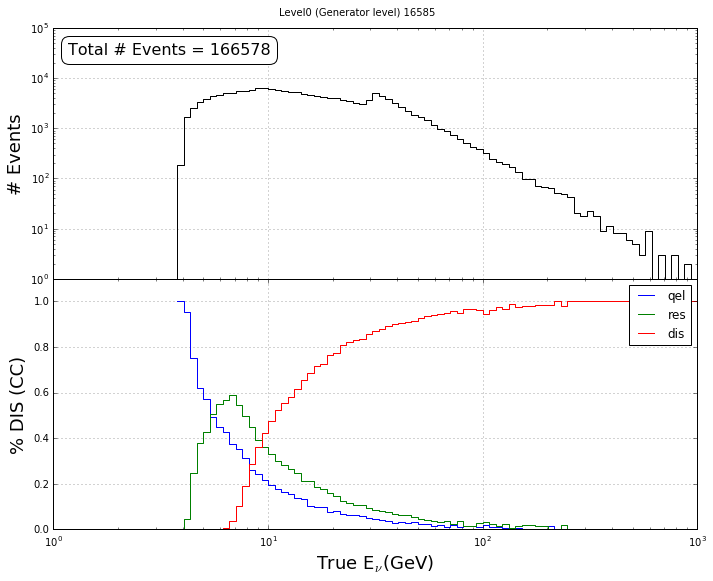 Level0 (Generator level) 16585
Total # Events = 166578
# Events
10^5
10^4
10^3
10^2
10^1
10^0
qel
res
dis
% DIS (CC)
1.0
0.8
0.6
0.4
0.2
0.0
10^0
10^1
10^2
10^3
True E_ν(GeV)